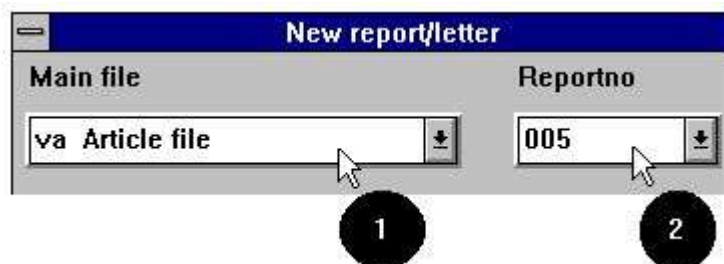 New report/letter
Main file Reportno
va Article file 005
1 2